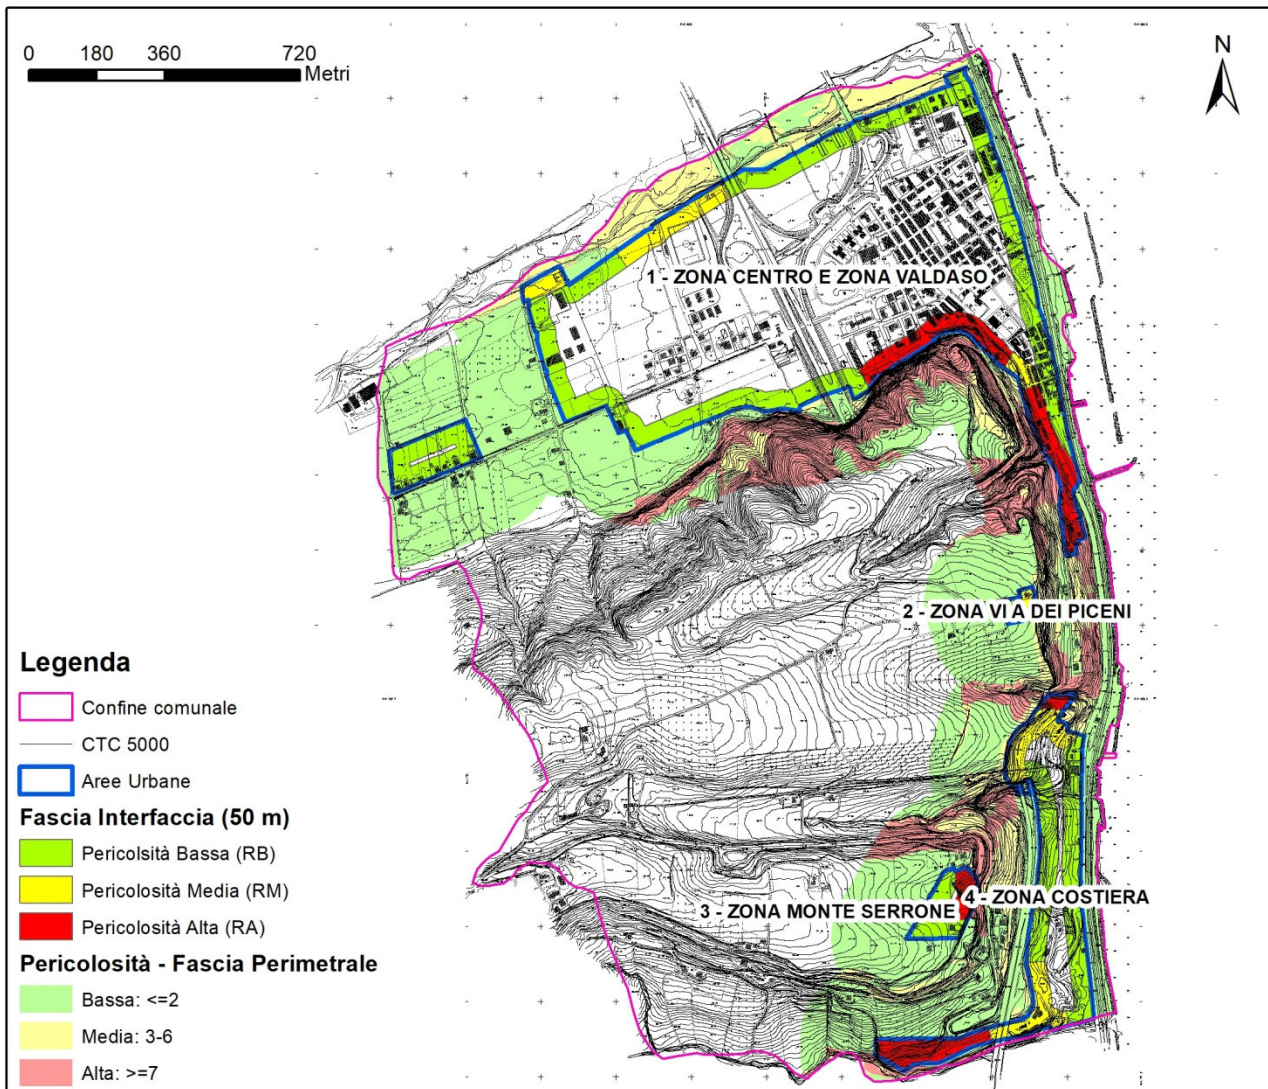 0 180 360 720
Metri
N
1 - ZONA CENTRO E ZONA VALDASO
2 - ZONA VIA DEI PICENI
3 - ZONA MONTE SERRONE
4 - ZONA COSTIERA
Legenda
Confine comunale
CTC 5000
Aree Urbane
Fascia Interfaccia (50 m)
Pericolsità Bassa (RB)
Pericolosità Media (RM)
Pericolosità Alta (RA)
Pericolosità - Fascia Perimetrale
Bassa: <=2
Media: 3-6
Alta: >=7